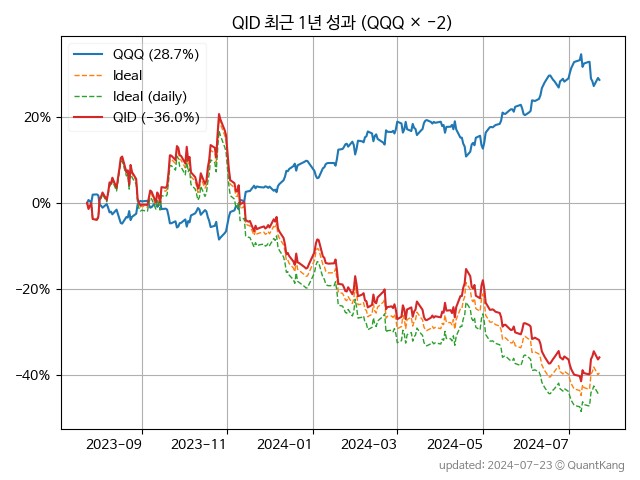 QID 최근 1년 성과 (QQQ × −2)
QQQ (28.7%)
Ideal
Ideal (daily)
QID (−36.0%)
20%
0%
−20%
−40%
2023−09
2023−11
2024−01
2024−03
2024−05
2024−07
updated: 2024−07−23 © QuantKang